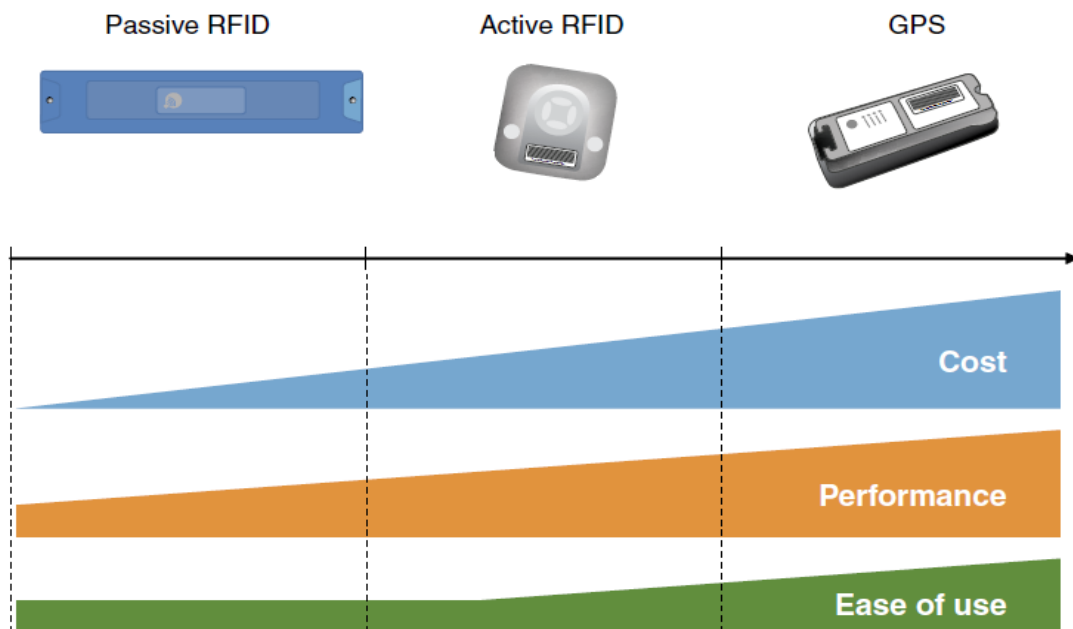 Passive RFID
Active RFID
GPS
Cost
Performance
Ease of use